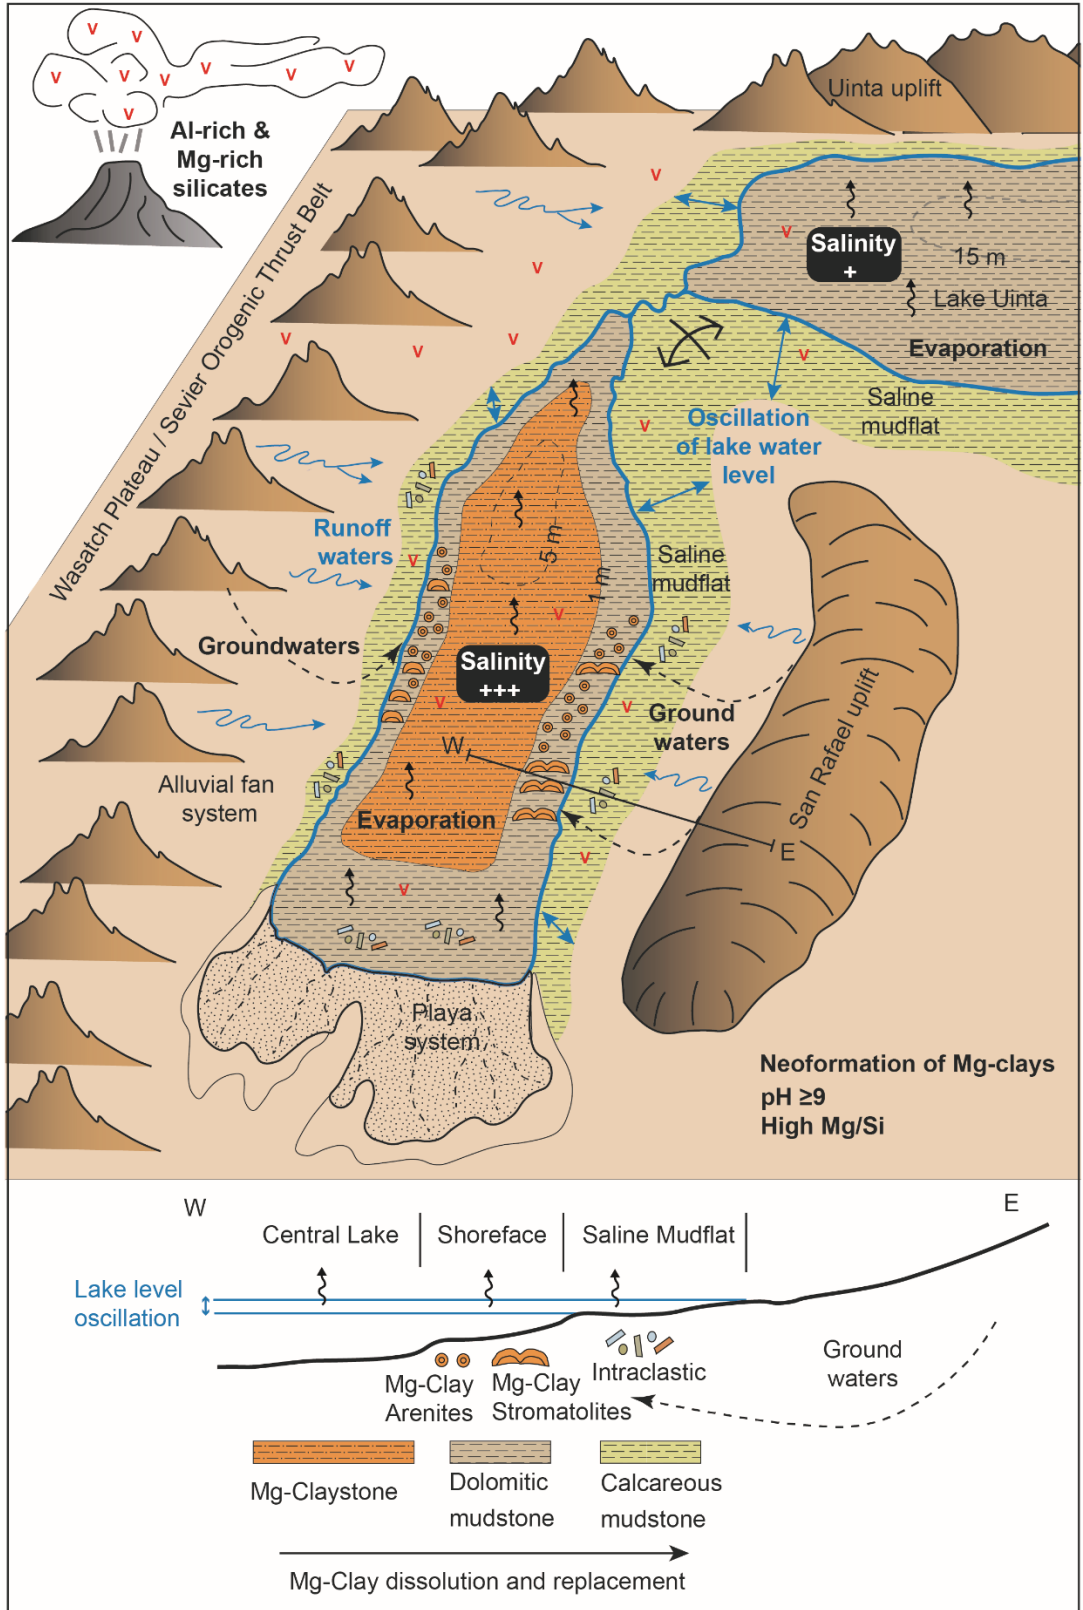 v
v
v
v
v
v
v
v
v
Al-rich &
Mg-rich
silicates
Uinta uplift
Wasatch Plateau / Sevier Orogenic Thrust Belt
v
v
v
v
v
v
v
Salinity
+
15 m
Lake Uinta
Evaporation
Saline
mudflat
Oscillation
of lake water
level
v
Runoff
waters
v
5 m
1 m
Saline
mudflat
v
Groundwaters
Salinity
+++
v
v
Ground
waters
W
E
San Rafael uplift
Alluvial fan
system
Evaporation
v
v
Playa
system
Neoformation of Mg-clays
pH ≥9
High Mg/Si
W
E
Central Lake
Shoreface
Saline Mudflat
Lake level
oscillation
Mg-Clay
Arenites
Mg-Clay
Stromatolites
Intraclastic
Ground
waters
Mg-Claystone
Dolomitic
mudstone
Calcareous
mudstone
Mg-Clay dissolution and replacement